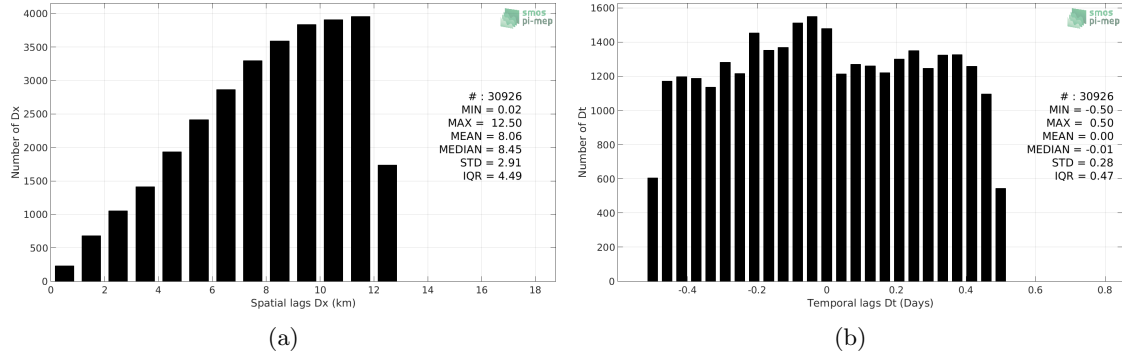 4000
3500
3000
2500
2000
1500
1000
500
0
Number of Dx
0 2 4 6 8 10 12 14 16 18
Spatial lags Dx (km)
smos
pi-mep
# : 30926
MIN = 0.02
MAX = 12.50
MEAN = 8.06
MEDIAN = 8.45
STD = 2.91
IQR = 4.49
(a)
1600
1400
1200
1000
800
600
400
200
0
Number of Dt
-0.4 -0.2 0 0.2 0.4 0.6 0.8
Temporal lags Dt (Days)
smos
pi-mep
# : 30926
MIN = -0.50
MAX = 0.50
MEAN = 0.00
MEDIAN = -0.01
STD = 0.28
IQR = 0.47
(b)